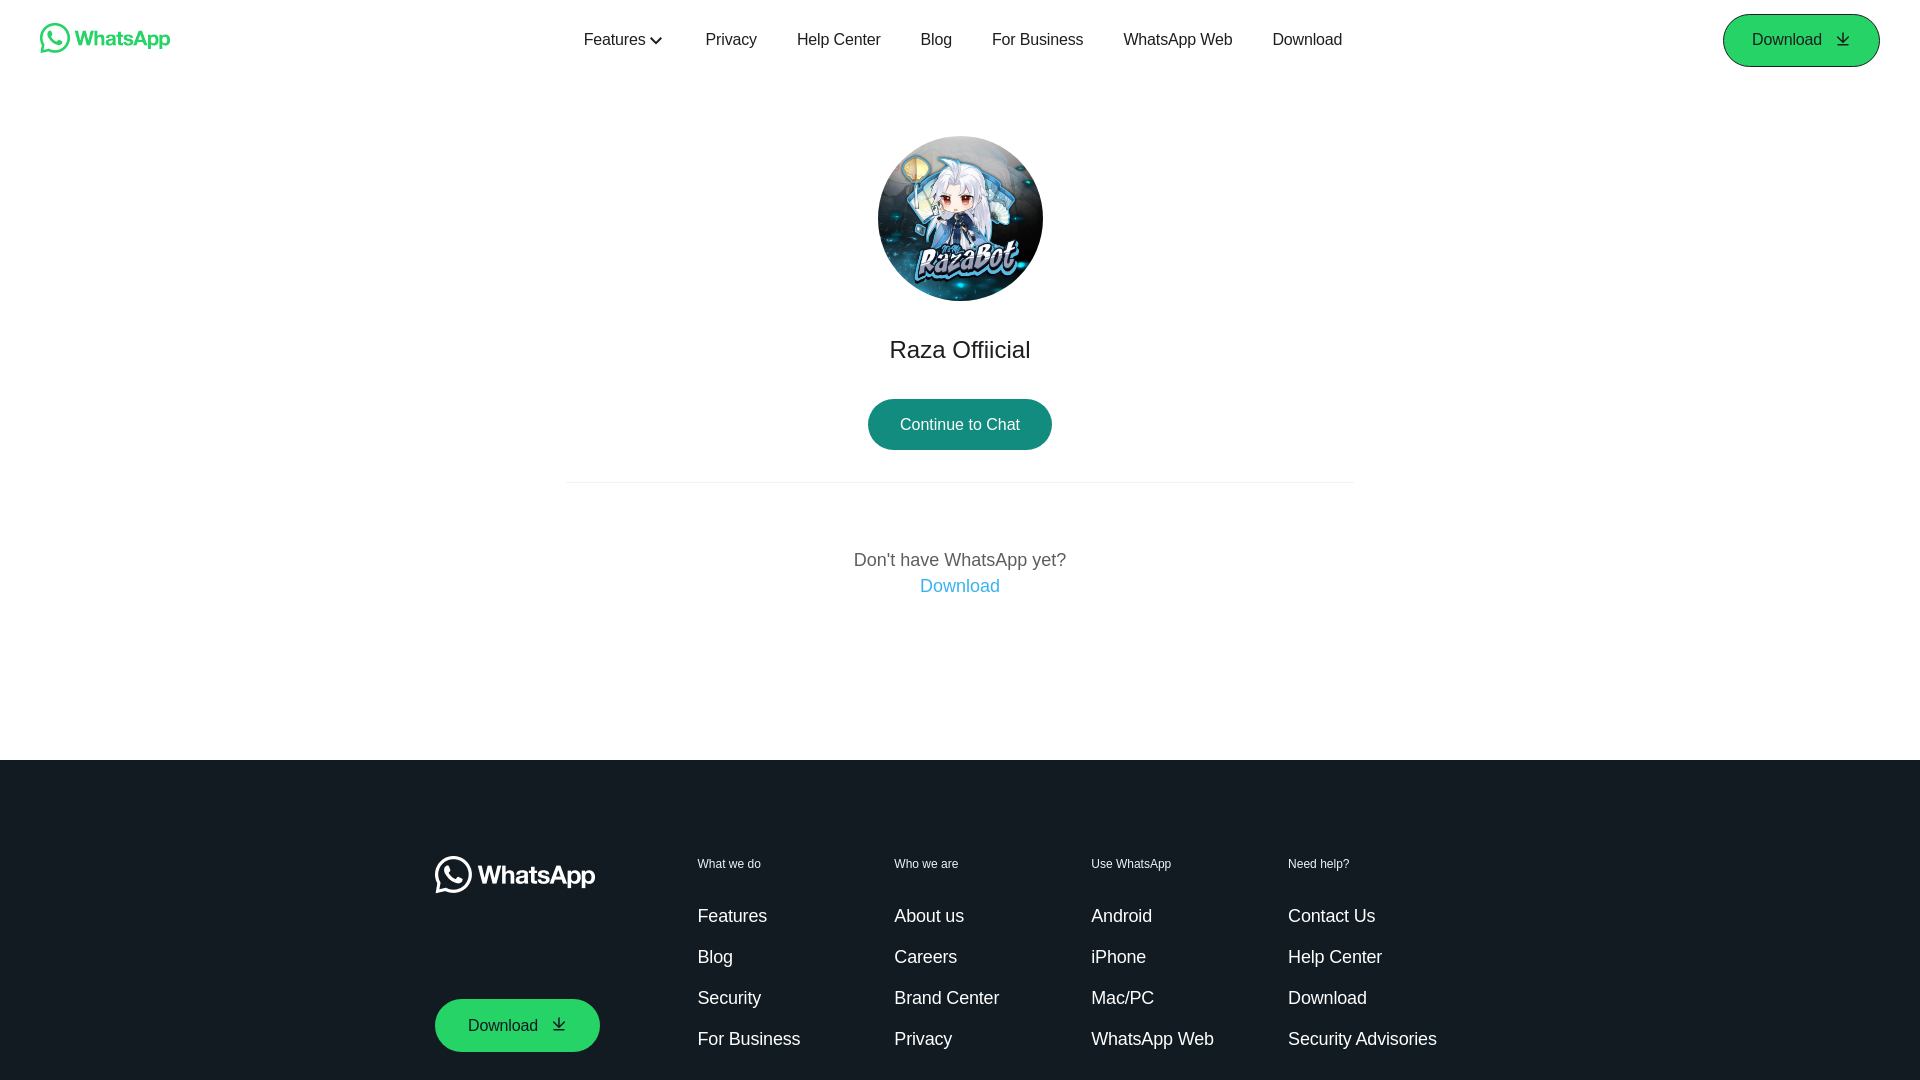 WhatsApp
Features
Privacy
Help Center
Blog
For Business
WhatsApp Web
Download
Download
RazaBot
Raza Offiicial
Continue to Chat
Don't have WhatsApp yet?
Download
WhatsApp
Download
What we do
Features
Blog
Security
For Business
Who we are
About us
Careers
Brand Center
Privacy
Use WhatsApp
Android
iPhone
Mac/PC
WhatsApp Web
Need help?
Contact Us
Help Center
Download
Security Advisories